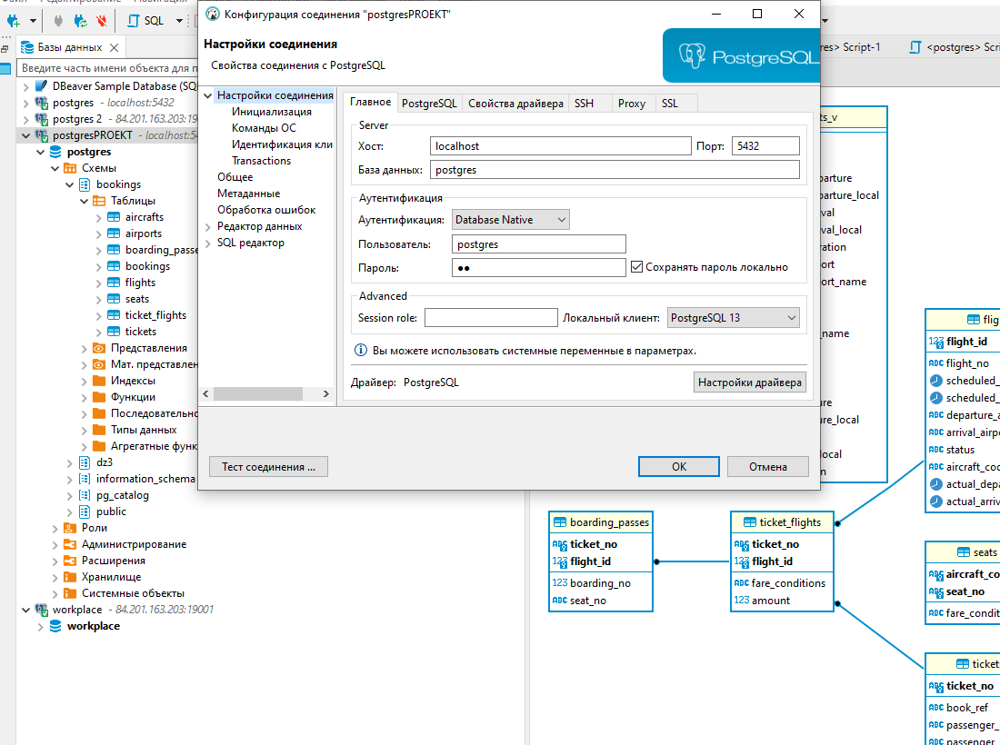 Редактирование
Навигация
SQL
Базы данных
Введите часть имени объекта для п
DBeaver Sample Database (SQ
postgres - localhost:5432
postgres 2 - 84.201.163.203:19
postgresPROEKT - localhost:54
postgres
Схемы
bookings
Таблицы
aircrafts
airports
boarding_passe
bookings
flights
seats
ticket_flights
tickets
Представления
Мат. представлен
Индексы
Функции
Последовательно
Типы данных
Агрегатные функ
dz3
information_schema
pg_catalog
public
Роли
Администрирование
Расширения
Хранилище
Системные объекты
workplace - 84.201.163.203:19001
workplace
Конфигурация соединения "postgresPROEKT"
Настройки соединения
Свойства соединения с PostgreSQL
PostgreSQL
Настройки соединения
Инициализация
Команды ОС
Идентификация кли
Transactions
Общее
Метаданные
Обработка ошибок
Редактор данных
SQL редактор
Главное PostgreSQL Свойства драйвера SSH Proxy SSL
Server
Хост: localhost Порт: 5432
База данных: postgres
Аутентификация
Аутентификация: Database Native
Пользователь: postgres
Пароль: ●● Сохранять пароль локально
Advanced
Session role: Локальный клиент: PostgreSQL 13
Вы можете использовать системные переменные в параметрах.
Драйвер: PostgreSQL Настройки драйвера
Тест соединения ... ОК Отмена
res> Script-1 <postgres> Scri
ts_v
parture
parture_local
val
val_local
ration
ort
ort_name
_name
ure
ure_local
local
n
boarding_passes
ticket_no
flight_id
boarding_no
seat_no
ticket_flights
ticket_no
flight_id
fare_conditions
amount
flig
flight_id
flight_no
scheduled_
scheduled_
departure_a
arrival_airpo
status
aircraft_coc
actual_depa
actual_arriv
seats
aircraft_co
seat_no
fare_condit
tickets
ticket_no
book_ref
passenger_
passenger